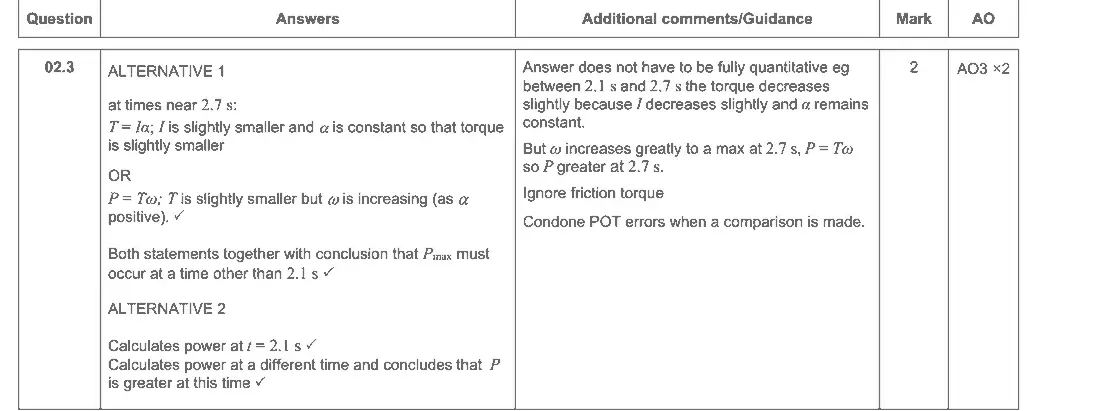 Question Answers Additional comments/Guidance Mark AO
02.3 ALTERNATIVE 1
at times near 2.7 s:
T = Iα; I is slightly smaller and α is constant so that torque
is slightly smaller
OR
P = Tω; T is slightly smaller but ω is increasing (as α
positive). ✓
Both statements together with conclusion that Pmax must
occur at a time other than 2.1 s ✓
ALTERNATIVE 2
Calculates power at t = 2.1 s ✓
Calculates power at a different time and concludes that P
is greater at this time ✓
Answer does not have to be fully quantitative eg
between 2.1 s and 2.7 s the torque decreases
slightly because I decreases slightly and α remains
constant.
But ω increases greatly to a max at 2.7 s, P = Tω
so P greater at 2.7 s.
Ignore friction torque
Condone POT errors when a comparison is made.
2
AO3 ×2